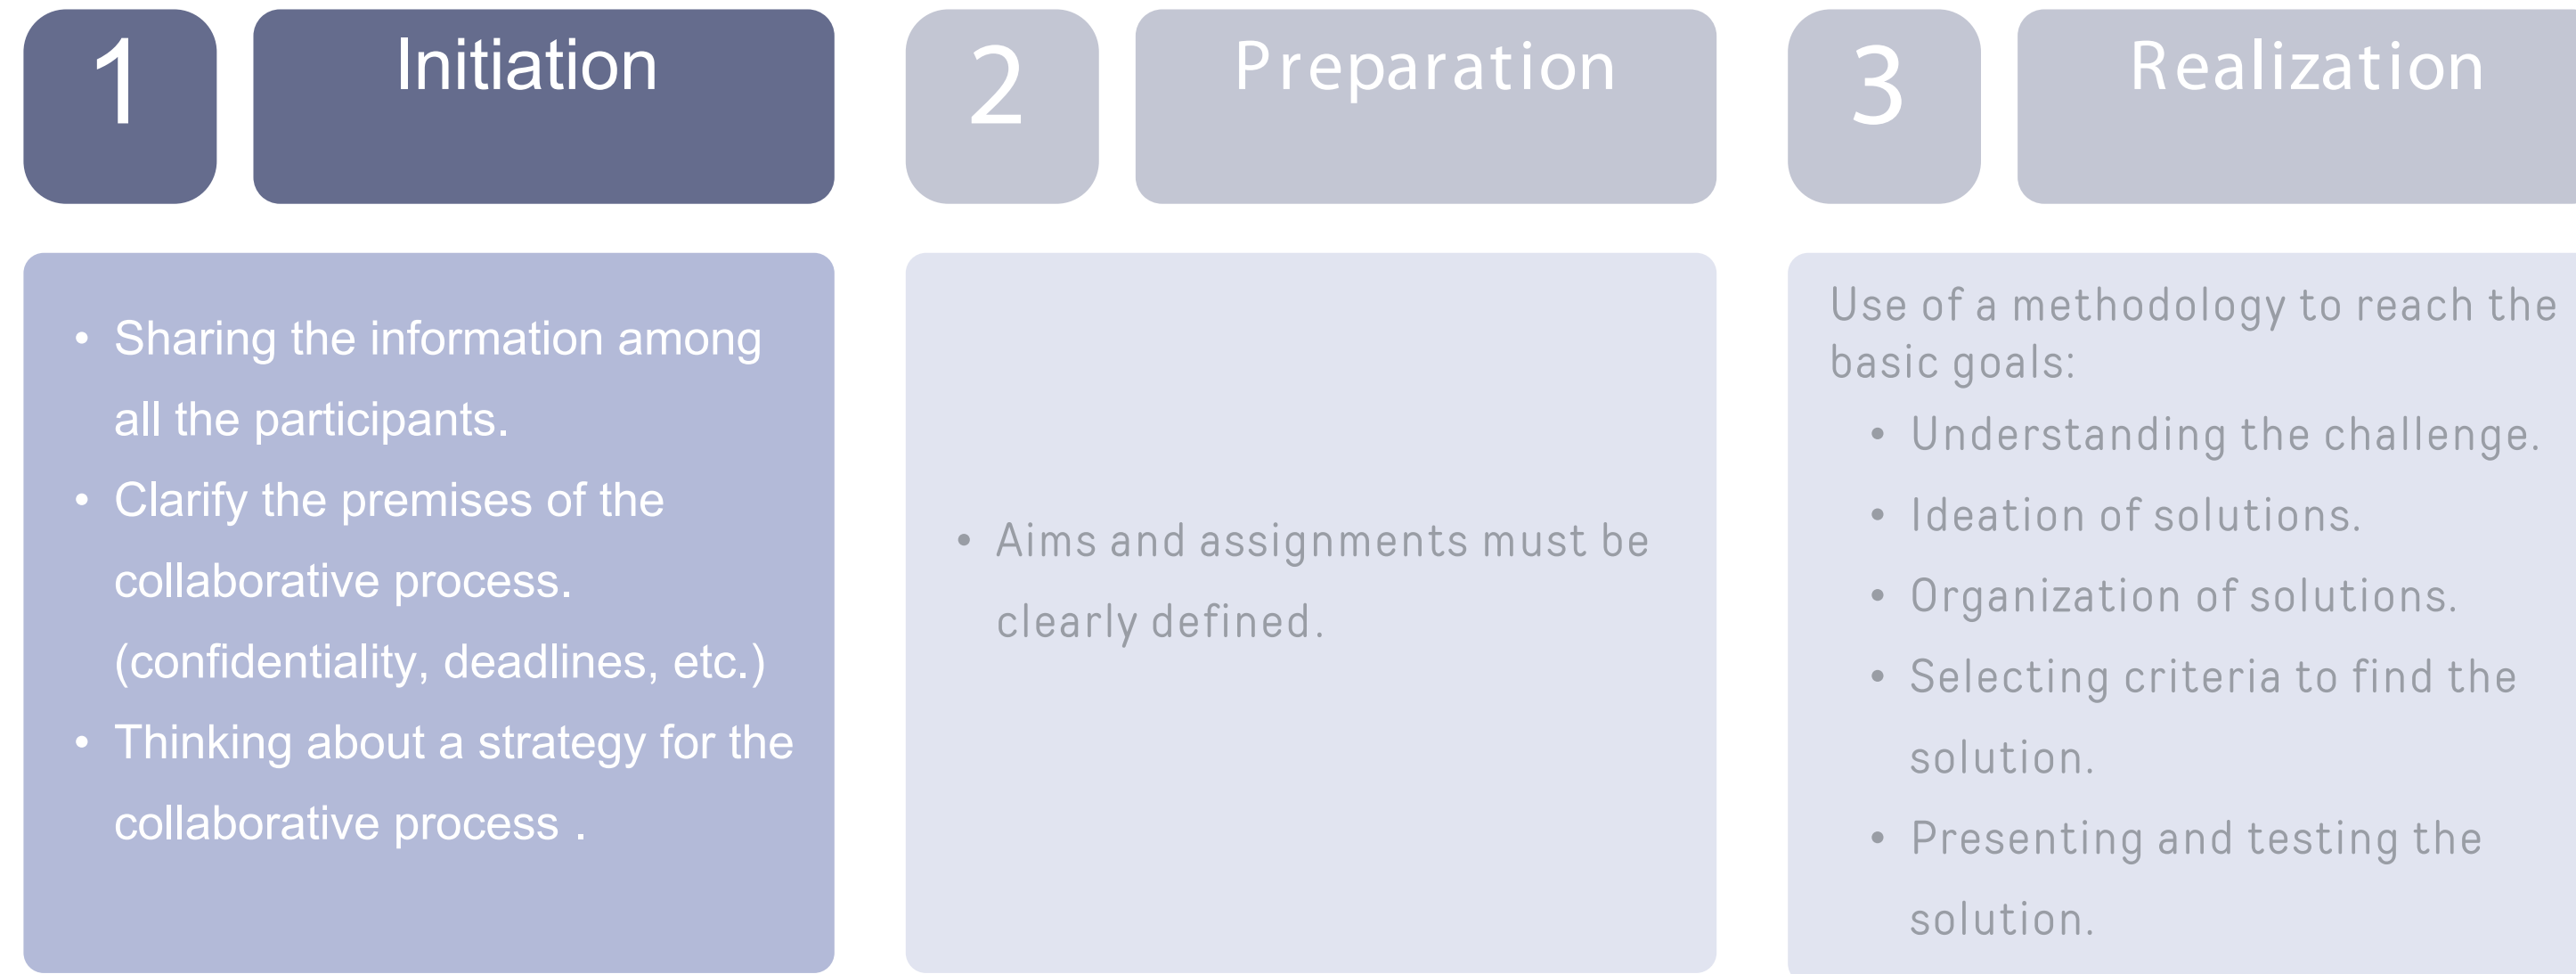 1
Initiation
• Sharing the information among
all the participants.
• Clarify the premises of the
collaborative process.
(confidentiality, deadlines, etc.)
• Thinking about a strategy for the
collaborative process .
2
Preparation
• Aims and assignments must be
clearly defined.
3
Realization
Use of a methodology to reach the
basic goals:
• Understanding the challenge.
• Ideation of solutions.
• Organization of solutions.
• Selecting criteria to find the
solution.
• Presenting and testing the
solution.